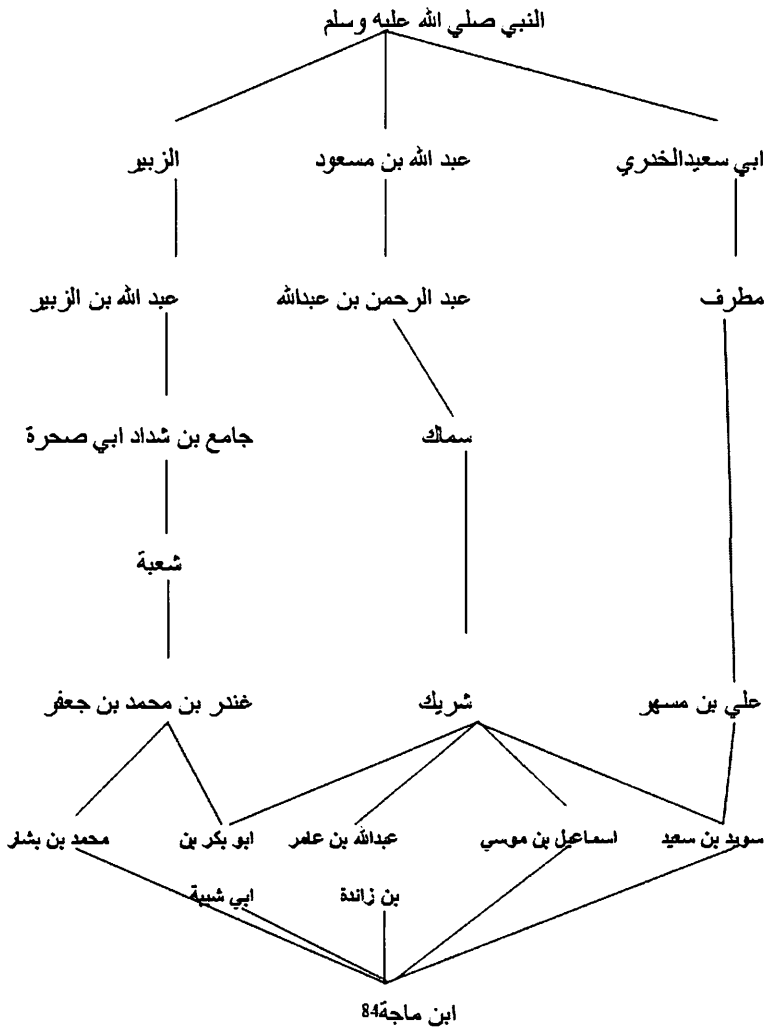 النبي صلي الله عليه وسلم
ابي سعيدالخدري
عبد الله بن مسعود
الزبير
مطرف
عبد الرحمن بن عبدالله
عبد الله بن الزبير
سماك
جامع بن شداد ابي صحرة
شعبة
علي بن مسهر
شريك
غندر بن محمد بن جعفر
سويد بن سعيد
اسماعيل بن موسي
عبدالله بن عامر
ابو بكر بن
محمد بن بشار
بن زائدة
ابي شيبة
ابن ماجة84